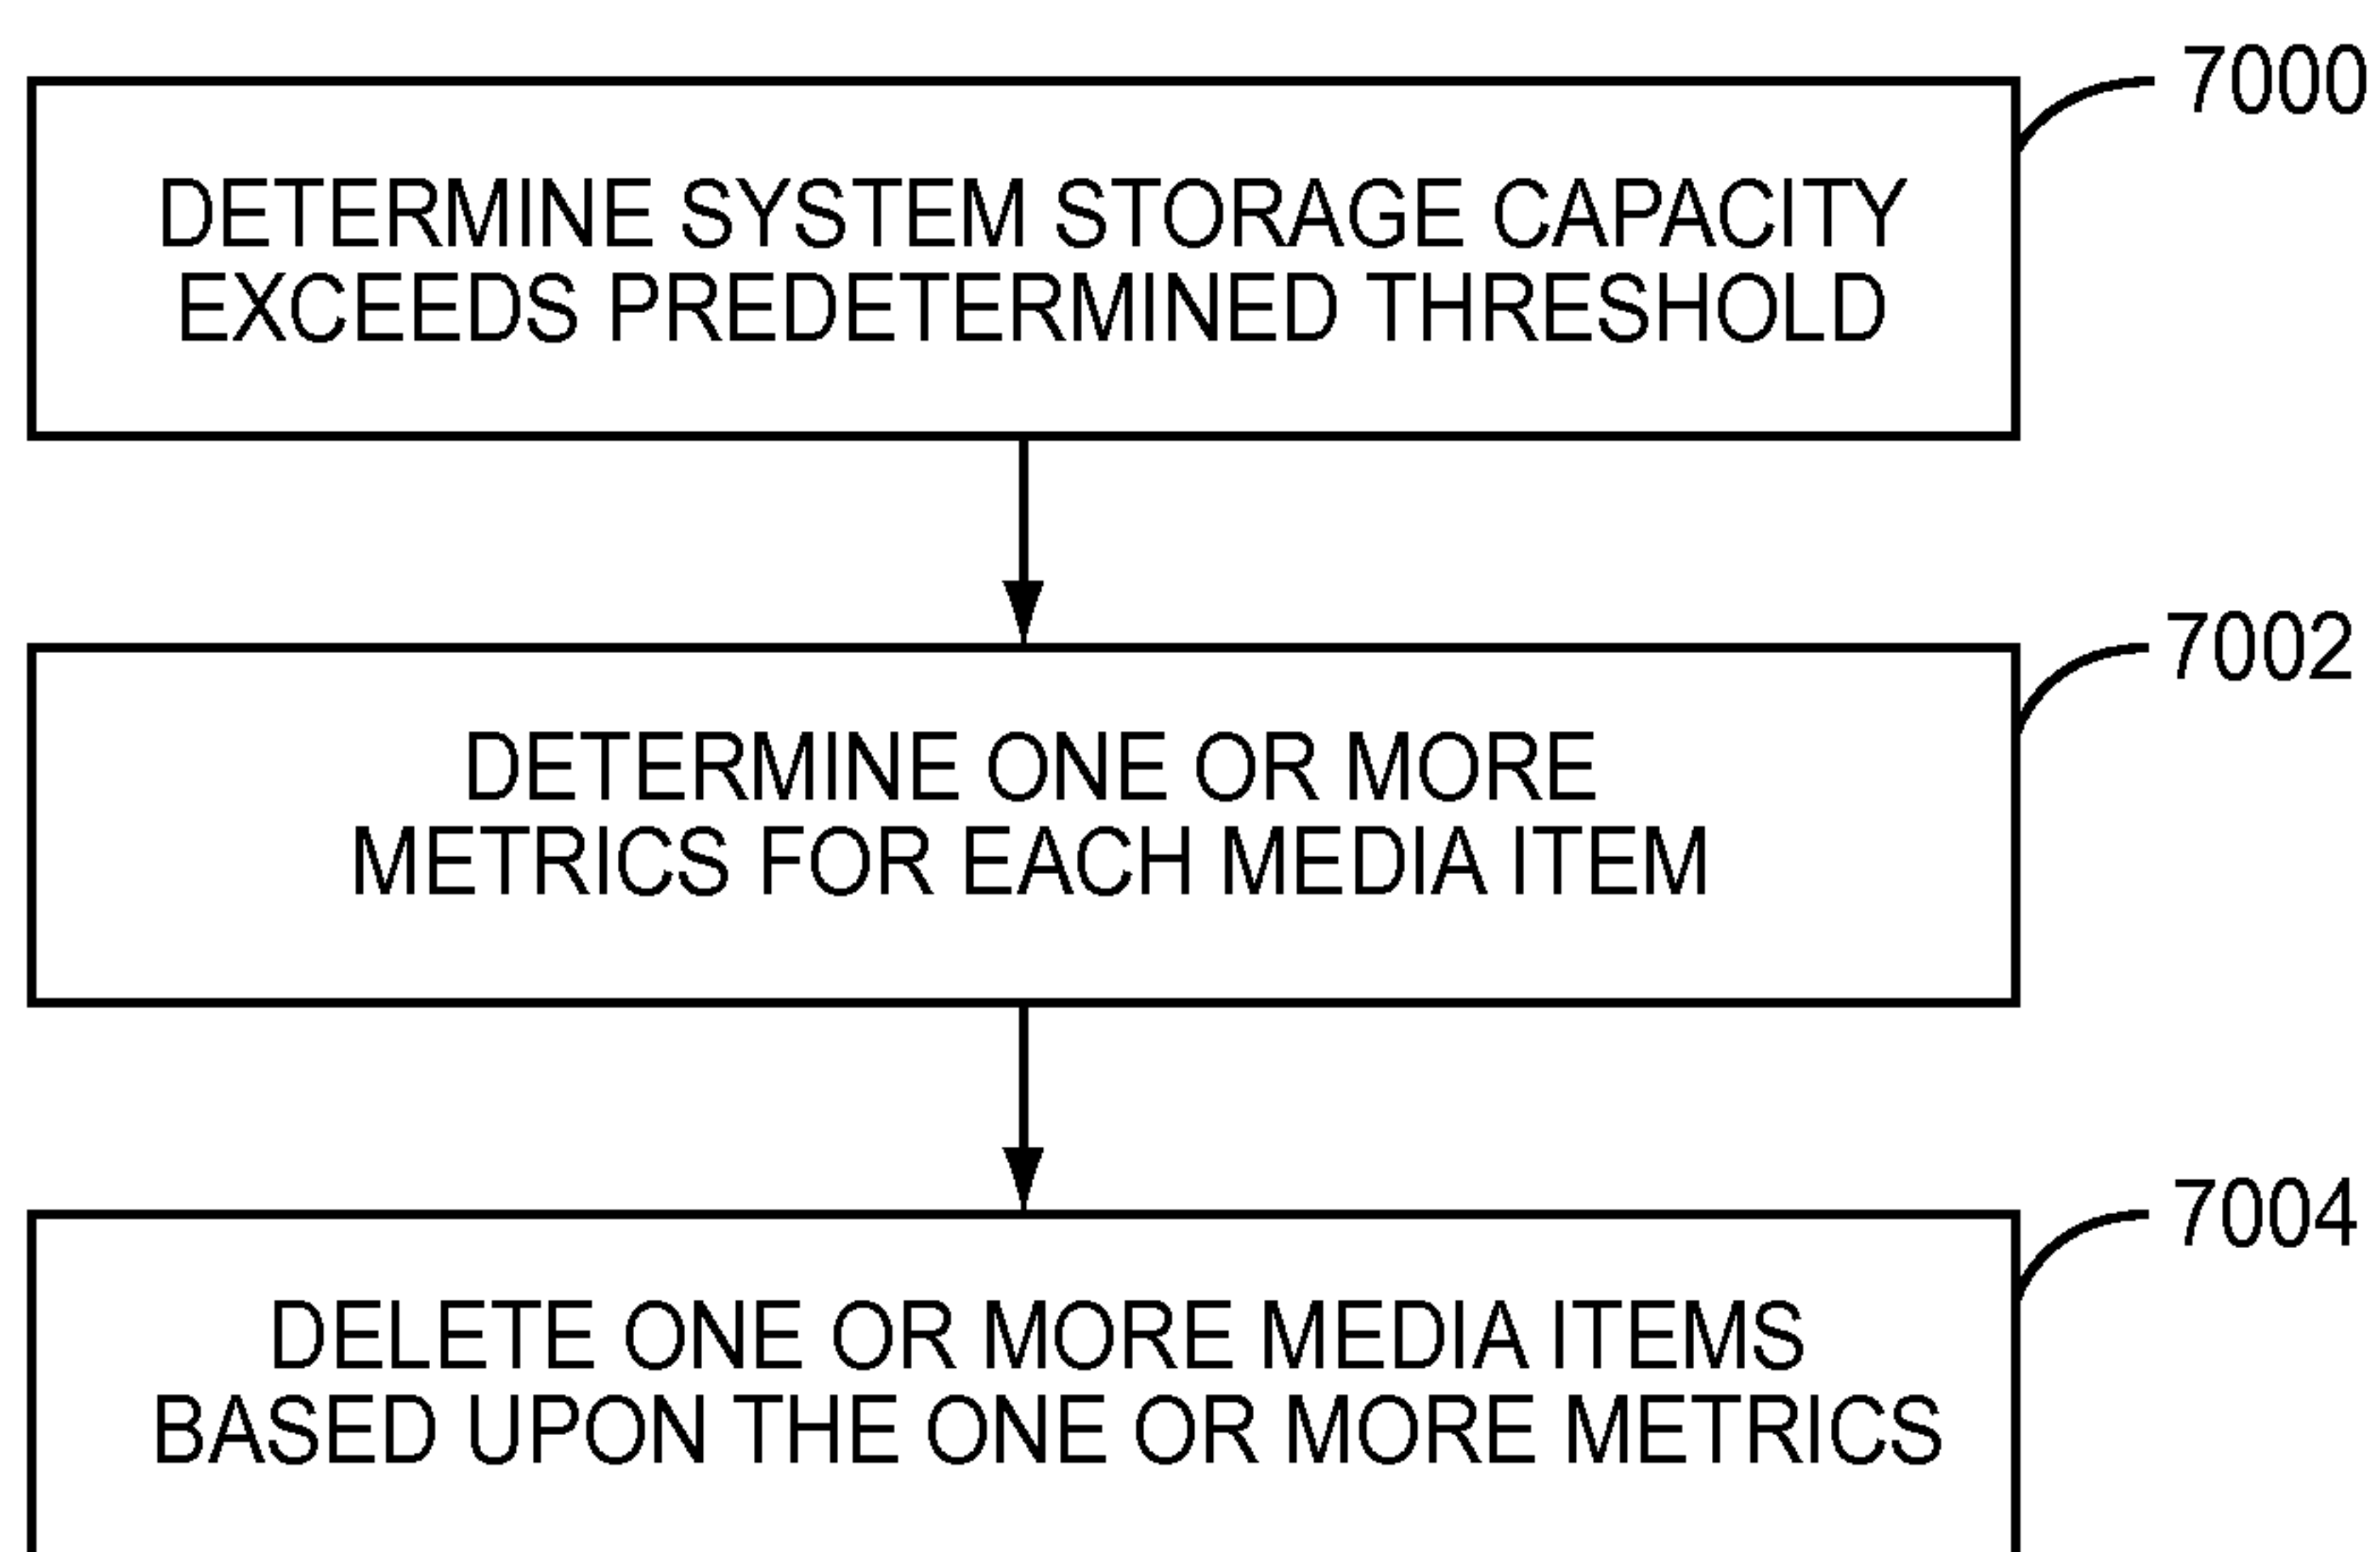 7000
DETERMINE SYSTEM STORAGE CAPACITY
EXCEEDS PREDETERMINED THRESHOLD
7002
DETERMINE ONE OR MORE
METRICS FOR EACH MEDIA ITEM
7004
DELETE ONE OR MORE MEDIA ITEMS
BASED UPON THE ONE OR MORE METRICS